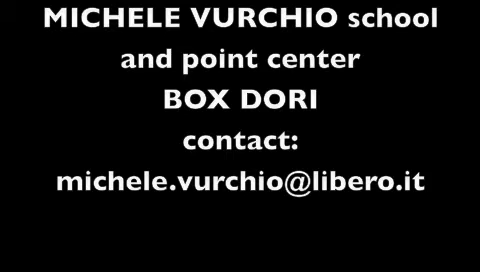 MICHELE VURCHIO school
and point center
BOX DORI
contact:
michele.vurchio@libero.it